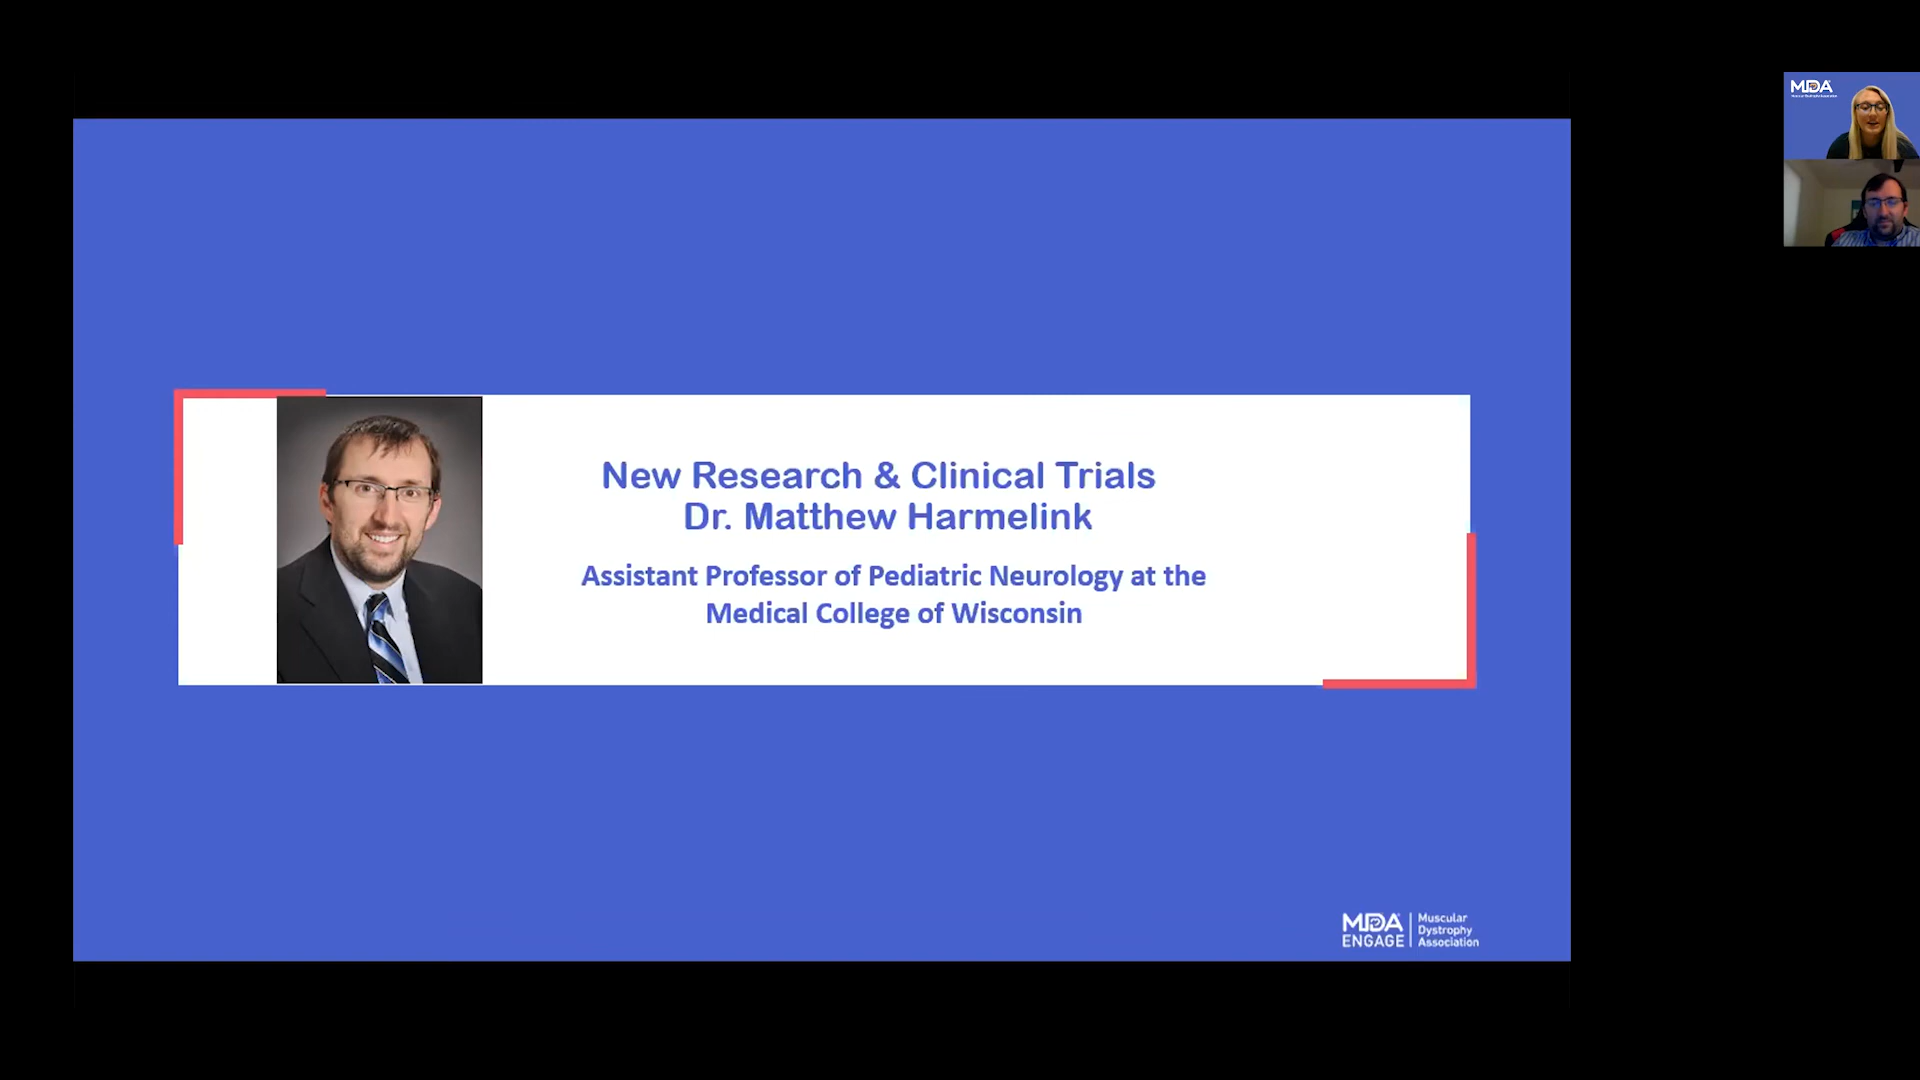 New Research & Clinical Trials
Dr. Matthew Harmelink
Assistant Professor of Pediatric Neurology at the
Medical College of Wisconsin
MDA
ENGAGE
Muscular
Dystrophy
Association
MDA